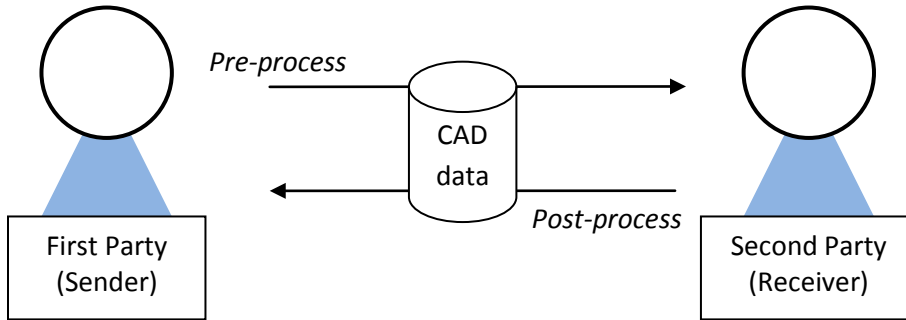 Pre-process
CAD
data
Post-process
First Party
(Sender)
Second Party
(Receiver)